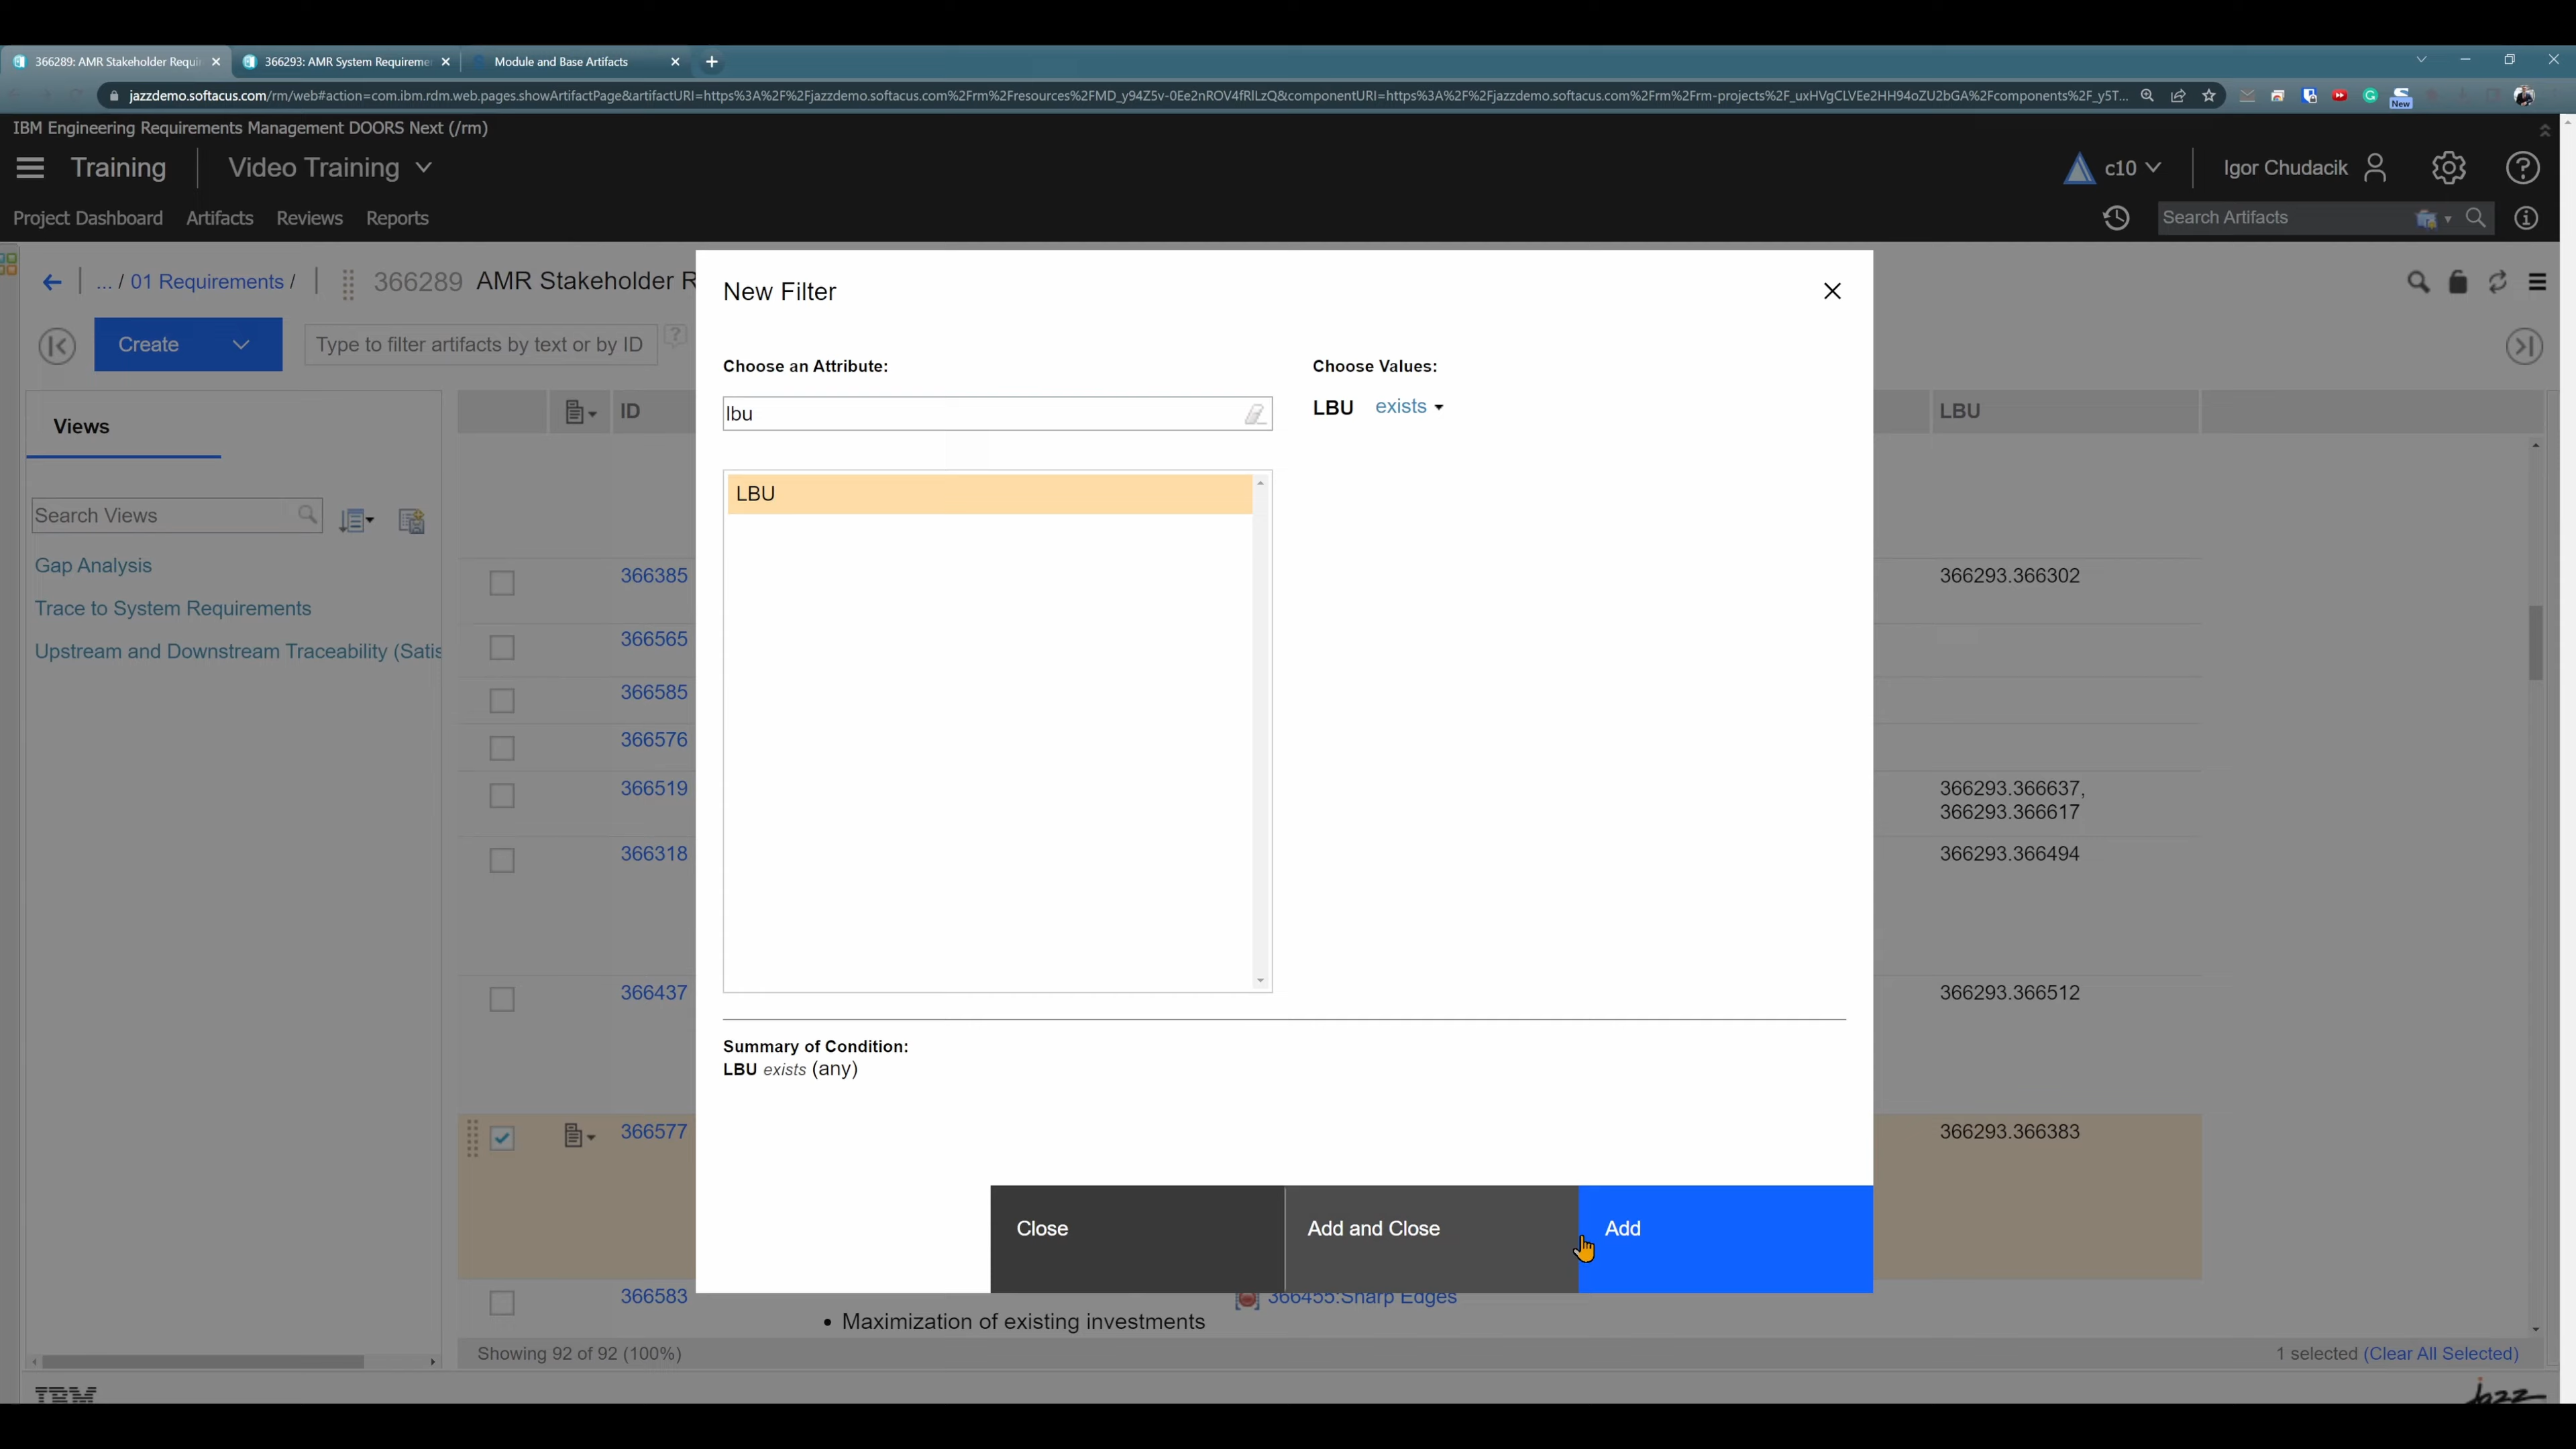 366289: AMR Stakeholder Requi
366293: AMR System Requireme
Module and Base Artifacts
jazzdemo.softacus.com/rm/web#action=com.ibm.rdm.web.pages.showArtifactPage&artifactURI=https%3A%2F%2Fjazzdemo.softacus.com%2Frm%2Fresources%2FMD_y94Z5v-0Ee2nROV4fRlLzQ&componentURI=https%3A%2F%2Fjazzdemo.softacus.com%2Frm%2Frm-projects%2F_uxHVgCLVEe2HH94oZU2bGA%2Fcomponents%2F_y5T...
New
IBM Engineering Requirements Management DOORS Next (/rm)
Training
Video Training
c10
Igor Chudacik
Project Dashboard
Artifacts
Reviews
Reports
Search Artifacts
... / 01 Requirements /
366289 AMR Stakeholder R
New Filter
Create
Type to filter artifacts by text or by ID
Choose an Attribute:
Choose Values:
lbu
LBU exists
Views
ID
LBU
LBU
Search Views
Gap Analysis
Trace to System Requirements
Upstream and Downstream Traceability (Satis
366385
366293.366302
366565
366585
366576
366519
366293.366637,
366293.366617
366318
366293.366494
366437
366293.366512
Summary of Condition:
LBU exists (any)
366577
366293.366383
Close
Add and Close
Add
366583
366455:Sharp Edges
• Maximization of existing investments
Showing 92 of 92 (100%)
1 selected (Clear All Selected)
IBM
jazz